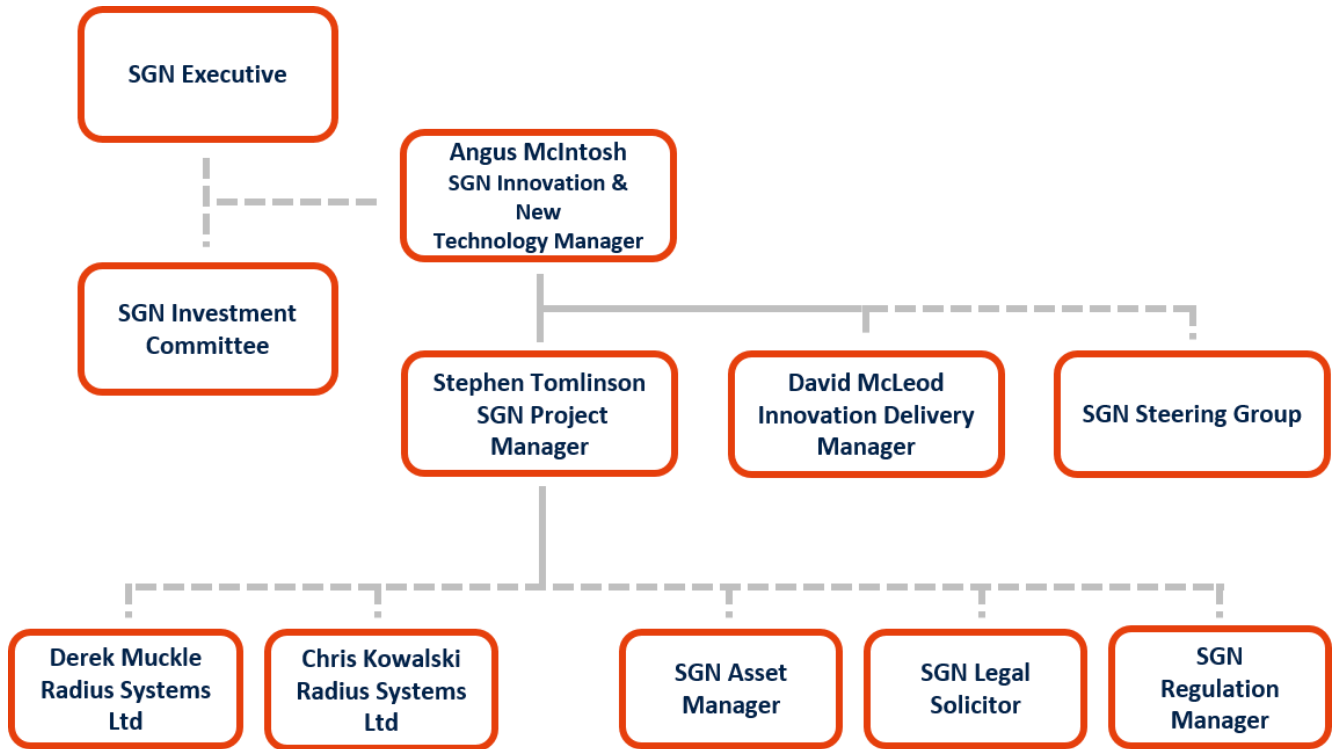 SGN Executive
Angus McIntosh
SGN Innovation &
New
Technology Manager
SGN Investment
Committee
Stephen Tomlinson
SGN Project
Manager
David McLeod
Innovation Delivery
Manager
SGN Steering Group
Derek Muckle
Radius Systems
Ltd
Chris Kowalski
Radius Systems
Ltd
SGN Asset
Manager
SGN Legal
Solicitor
SGN
Regulation
Manager